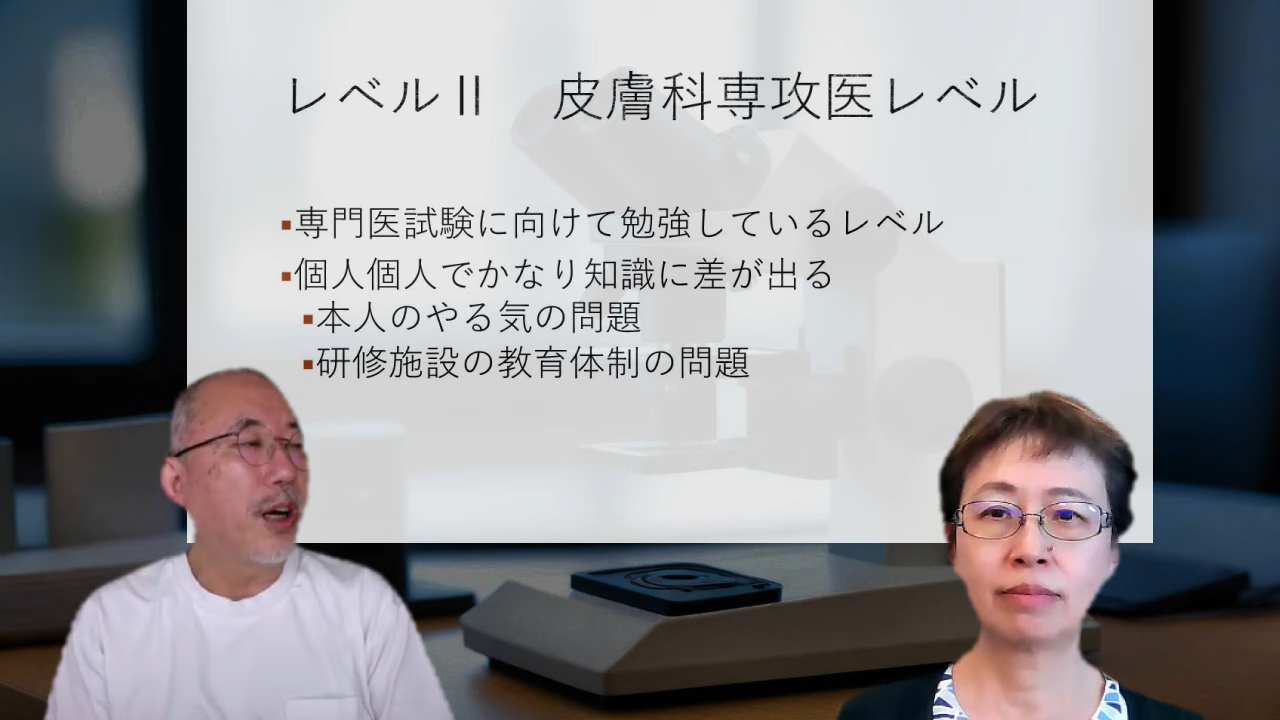 レベルⅡ　皮膚科専攻医レベル
▪専門医試験に向けて勉強しているレベル
▪個人個人でかなり知識に差が出る
▪本人のやる気の問題
▪研修施設の教育体制の問題